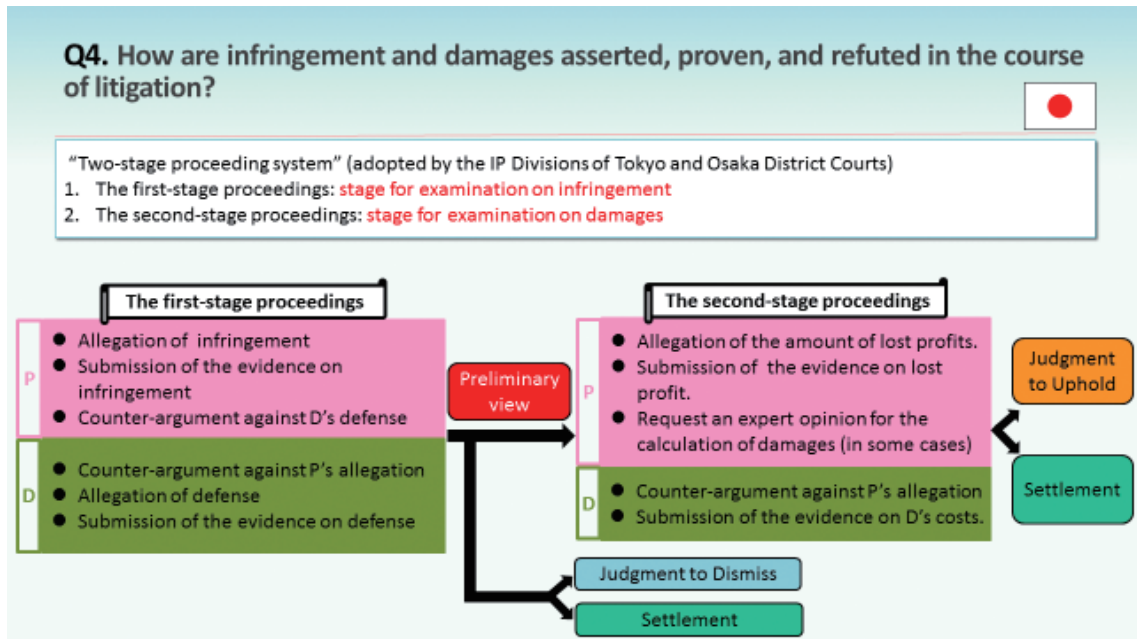 Q4. How are infringement and damages asserted, proven, and refuted in the course
of litigation?
“Two-stage proceeding system” (adopted by the IP Divisions of Tokyo and Osaka District Courts)
1. The first-stage proceedings: stage for examination on infringement
2. The second-stage proceedings: stage for examination on damages
The first-stage proceedings
P
● Allegation of infringement
● Submission of the evidence on
infringement
● Counter-argument against D’s defense
D
● Counter-argument against P’s allegation
● Allegation of defense
● Submission of the evidence on defense
Preliminary
view
The second-stage proceedings
P
● Allegation of the amount of lost profits.
● Submission of the evidence on lost
profit.
● Request an expert opinion for the
calculation of damages (in some cases)
D
● Counter-argument against P’s allegation
● Submission of the evidence on D’s costs.
Judgment
to Uphold
Settlement
Judgment to Dismiss
Settlement